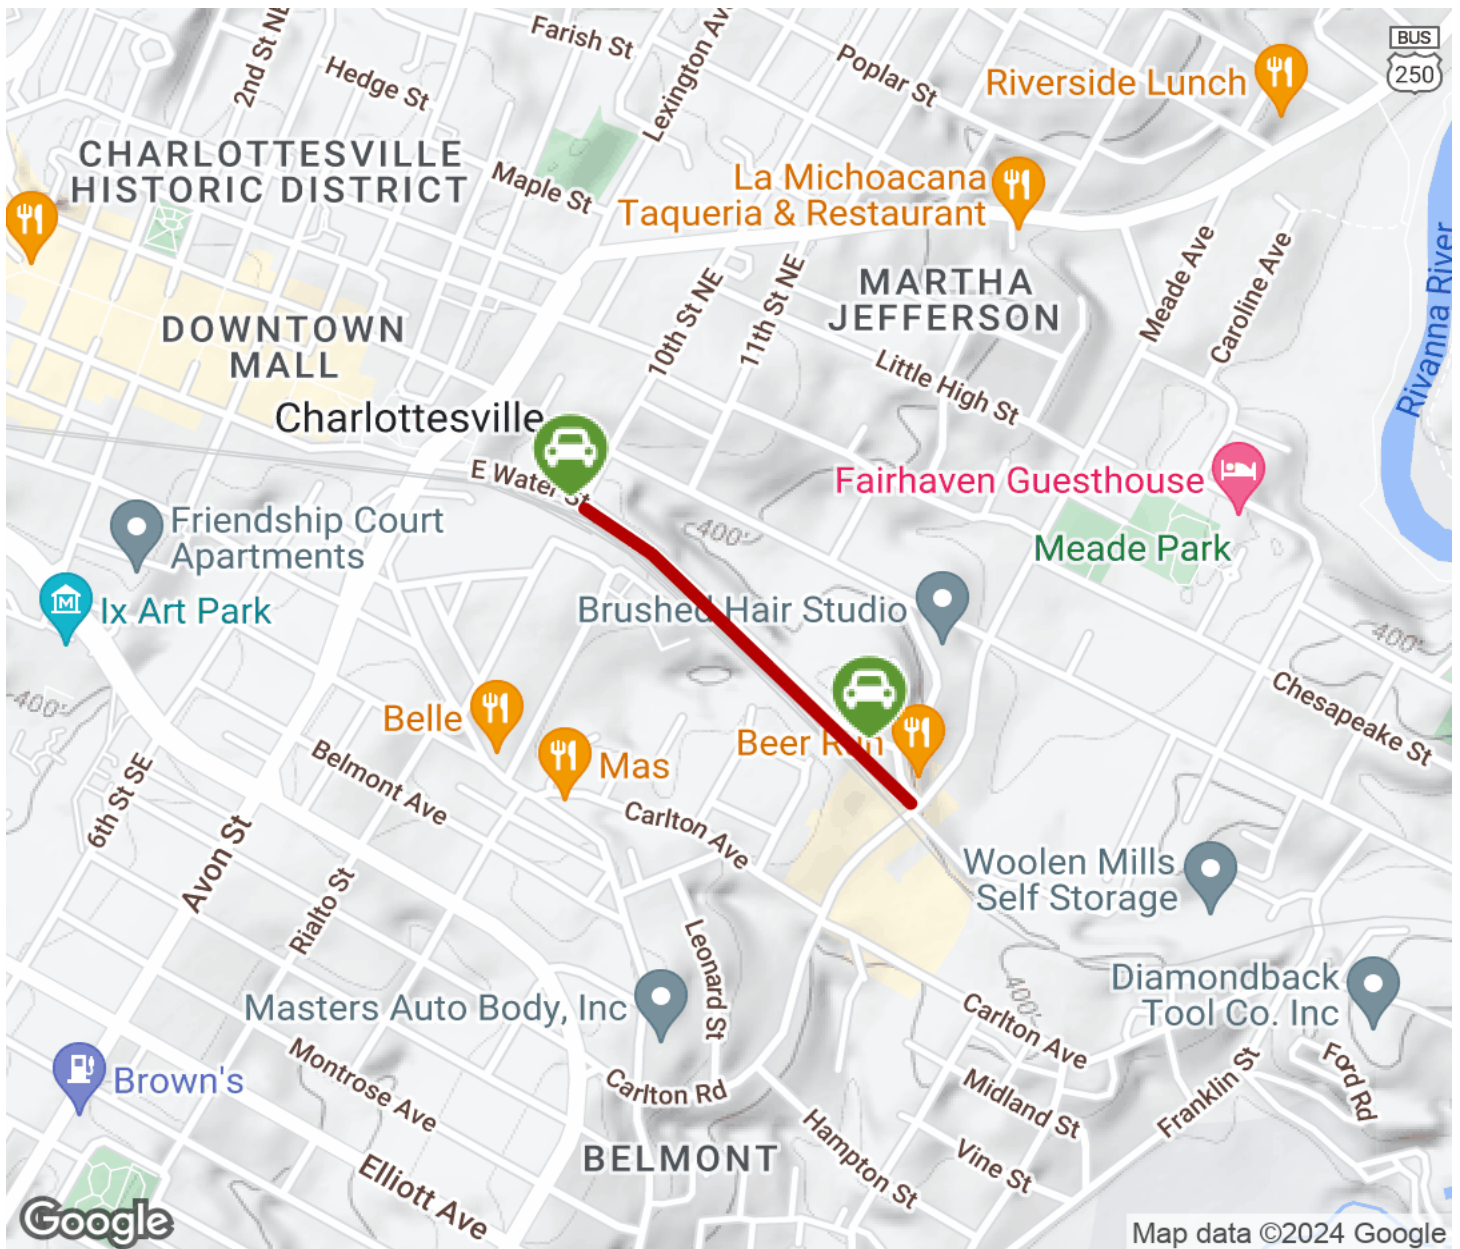 Farish St
BUS
250
2nd St NE
Hedge St
Lexington Av
Poplar St
Riverside Lunch
CHARLOTTESVILLE
HISTORIC DISTRICT
Maple St
La Michoacana
Taqueria & Restaurant
Meade Ave
Caroline Ave
Rivanna River
10th St NE
11th St NE
MARTHA
JEFFERSON
DOWNTOWN
MALL
Little High St
Charlottesville
E Water St
Fairhaven Guesthouse
Friendship Court
Apartments
400'
Meade Park
Ix Art Park
Brushed Hair Studio
400'
400'
Chesapeake St
Belle
Beer Run
Mas
6th St SE
Belmont Ave
Avon St
Carlton Ave
Rialto St
Woolen Mills
Self Storage
Leonard St
Diamondback
Tool Co. Inc
Masters Auto Body, Inc
400'
Carlton Ave
Brown's
Montrose Ave
Carlton Rd
Midland St
Franklin St
Ford Rd
Hampton St
Vine St
BELMONT
Elliott Ave
Google
Map data ©2024 Google